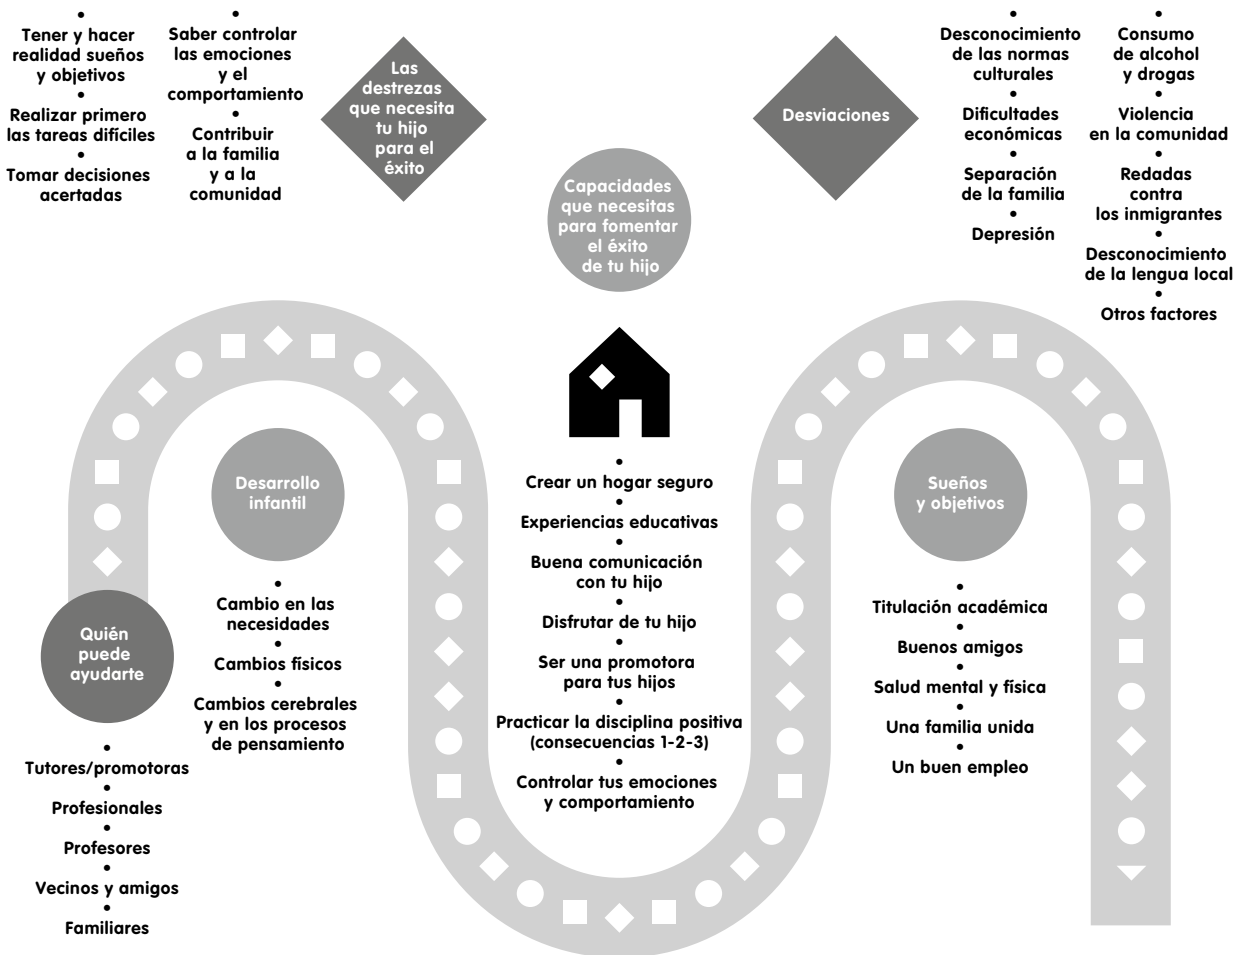 •
Tener y hacer
realidad sueños
y objetivos
•
Realizar primero
las tareas difíciles
•
Tomar decisiones
acertadas
•
Saber controlar
las emociones
y el
comportamiento
•
Contribuir
a la familia
y a la
comunidad
Las
destrezas
que necesita
tu hijo
para el
éxito
Capacidades
que necesitas
para fomentar
el éxito
de tu hijo
Desviaciones
•
Desconocimiento
de las normas
culturales
•
Dificultades
económicas
•
Separación
de la familia
•
Depresión
•
Consumo
de alcohol
y drogas
•
Violencia
en la comunidad
•
Redadas
contra
los inmigrantes
•
Desconocimiento
de la lengua local
•
Otros factores
Quién
puede
ayudarte
•
Tutores/promotoras
•
Profesionales
•
Profesores
•
Vecinos y amigos
•
Familiares
Desarrollo
infantil
•
Cambio en las
necesidades
•
Cambios físicos
•
Cambios cerebrales
y en los procesos
de pensamiento
•
Crear un hogar seguro
•
Experiencias educativas
•
Buena comunicación
con tu hijo
•
Disfrutar de tu hijo
•
Ser una promotora
para tus hijos
•
Practicar la disciplina positiva
(consecuencias 1-2-3)
•
Controlar tus emociones
y comportamiento
Sueños
y objetivos
•
Titulación académica
•
Buenos amigos
•
Salud mental y física
•
Una familia unida
•
Un buen empleo